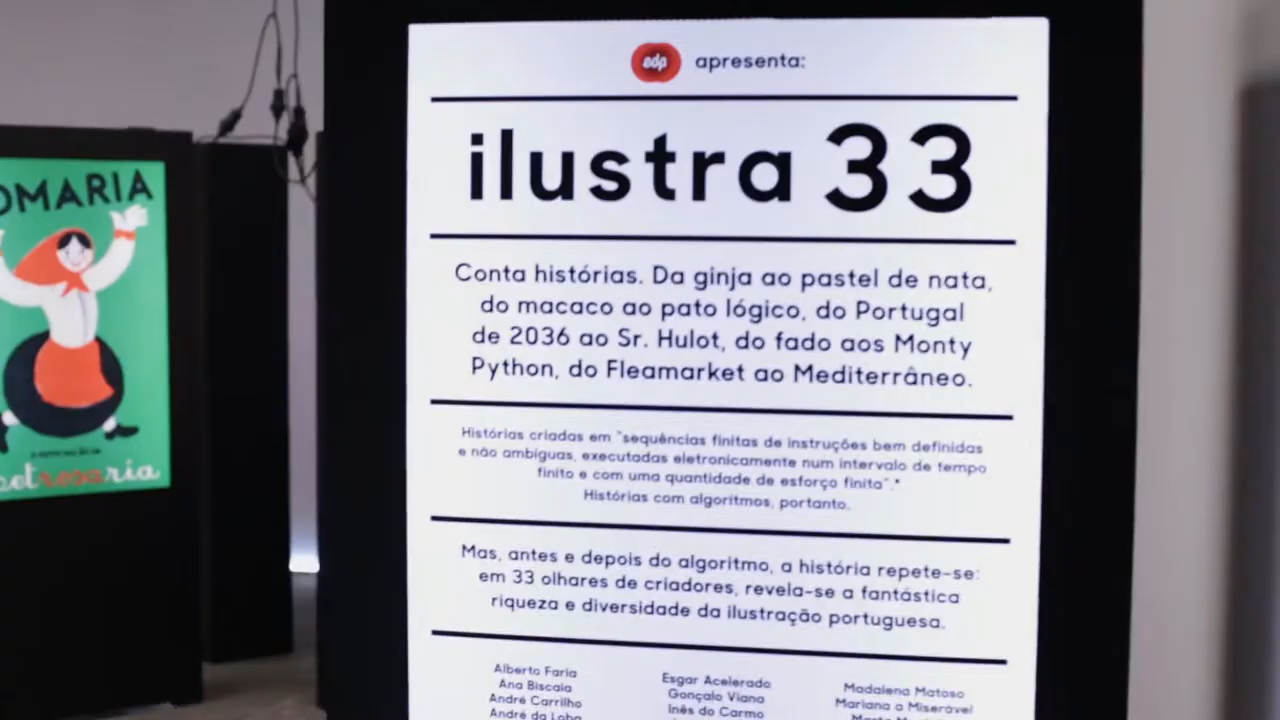 edp apresenta:
ilustra 33
Conta histórias. Da ginja ao pastel de nata,
do macaco ao pato lógico, do Portugal
de 2036 ao Sr. Hulot, do fado aos Monty
Python, do Fleamarket ao Mediterrâneo.
Histórias criadas em "sequências finitas de instruções bem definidas
e não ambíguas, executadas eletronicamente num intervalo de tempo
finito e com uma quantidade de esforço finita".*
Histórias com algoritmos, portanto.
Mas, antes e depois do algoritmo, a história repete-se:
em 33 olhares de criadores, revela-se a fantástica
riqueza e diversidade da ilustração portuguesa.
Alberto Faria
Ana Biscaia
André Carrilho
André da Loba
Esgar Acelerado
Gonçalo Viana
Inês do Carmo
Madalena Matoso
Mariana a Miserável
OMARIA